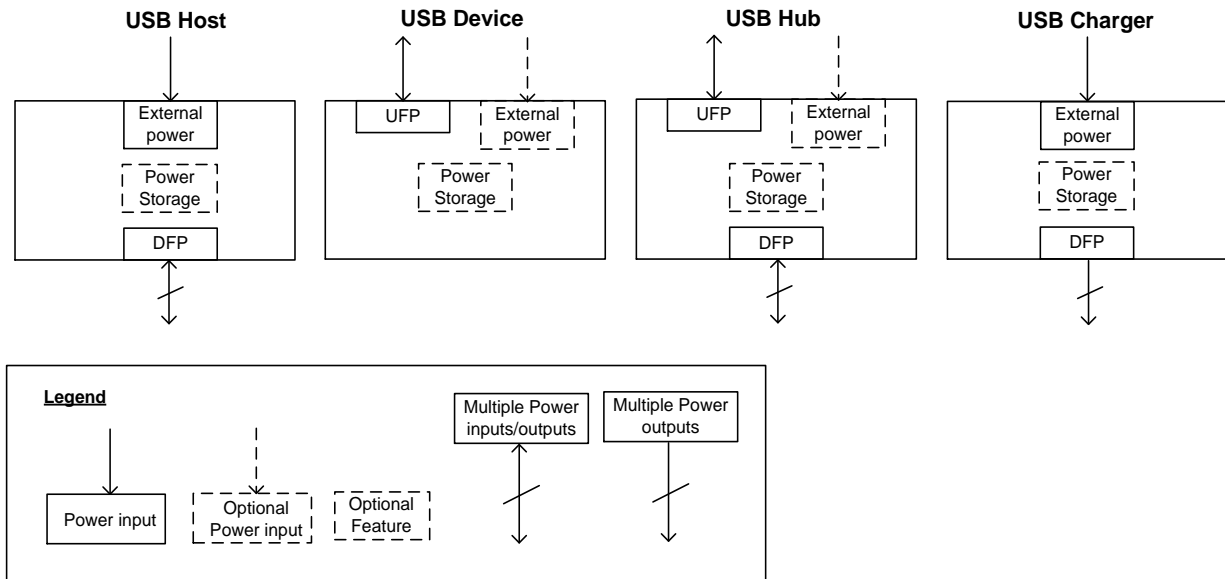 USB Host
USB Device
USB Hub
USB Charger
External
power
Power
Storage
DFP
UFP
External
power
Power
Storage
UFP
External
power
Power
Storage
DFP
External
power
Power
Storage
DFP
Legend
Power input
Optional
Power input
Optional
Feature
Multiple Power
inputs/outputs
Multiple Power
outputs